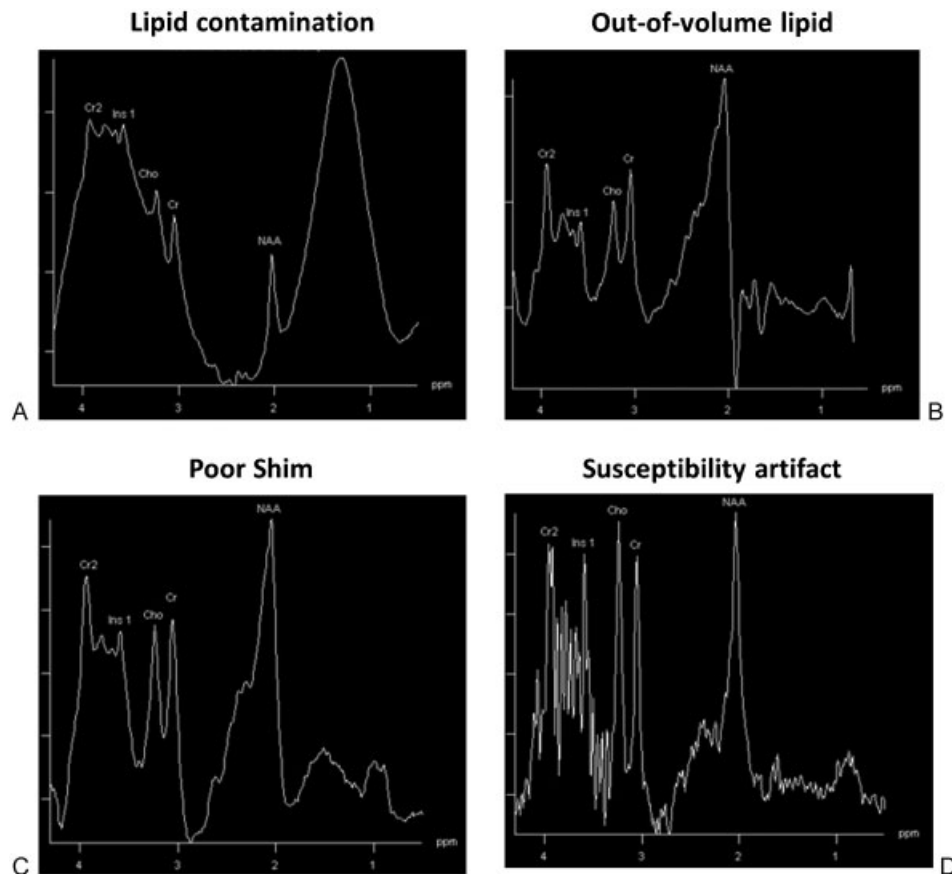 Lipid contamination
Cr2
Ins 1
Cho
Cr
NAA
ppm
4
3
2
1
A
Out-of-volume lipid
NAA
Cr2
Cr
Cho
Ins 1
ppm
4
3
2
1
B
Poor Shim
NAA
Cr2
Cr
Ins 1
Cho
ppm
4
3
2
1
C
Susceptibility artifact
NAA
Cho
Cr2
Ins 1
Cr
ppm
4
3
2
1
D